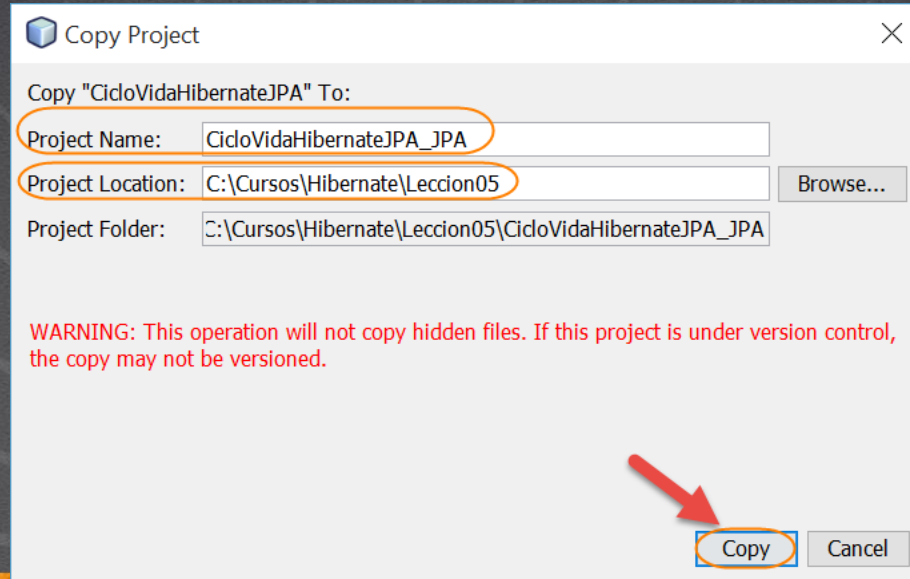 Copy Project
Copy "CicloVidaHibernateJPA" To:
Project Name: CicloVidaHibernateJPA_JPA
Project Location: C:\Cursos\Hibernate\Leccion05 Browse...
Project Folder: C:\Cursos\Hibernate\Leccion05\CicloVidaHibernateJPA_JPA
WARNING: This operation will not copy hidden files. If this project is under version control,
the copy may not be versioned.
Copy Cancel